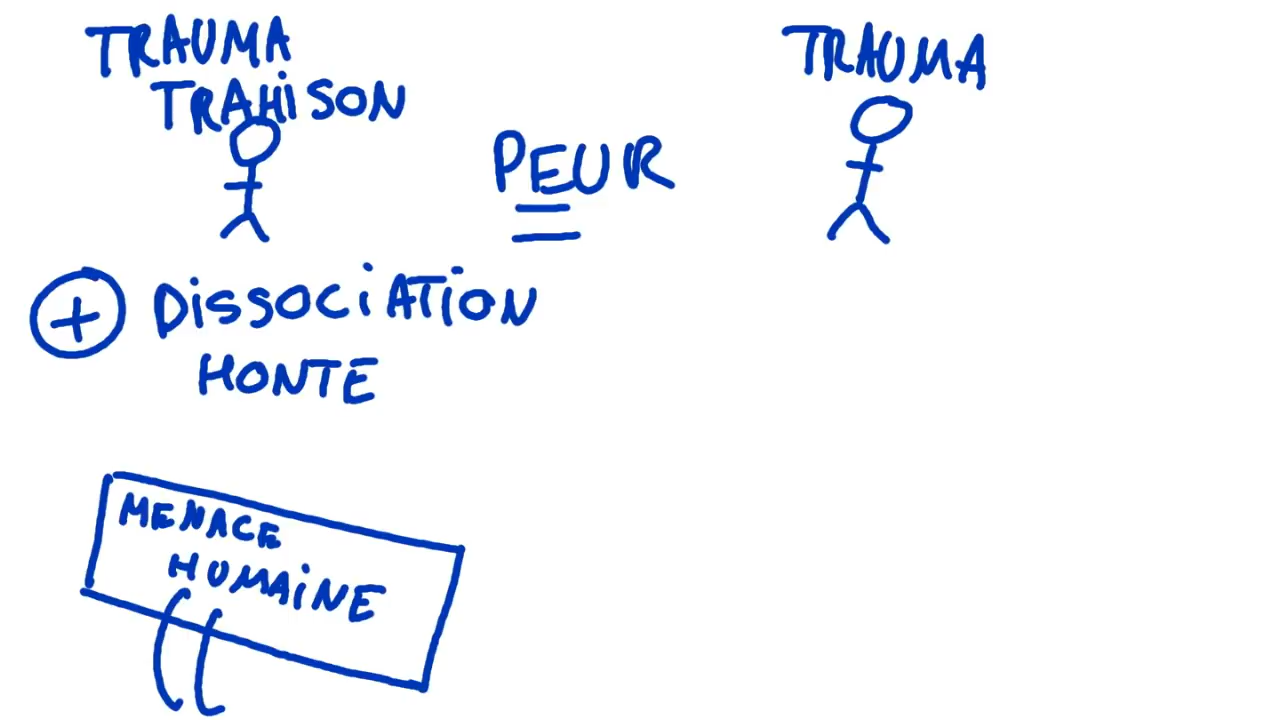 TRAUMA
TRAHiSON
PEUR
TRAUMA
+ DiSSOCiATiON
HONTE
MENACE
HUMAiNE